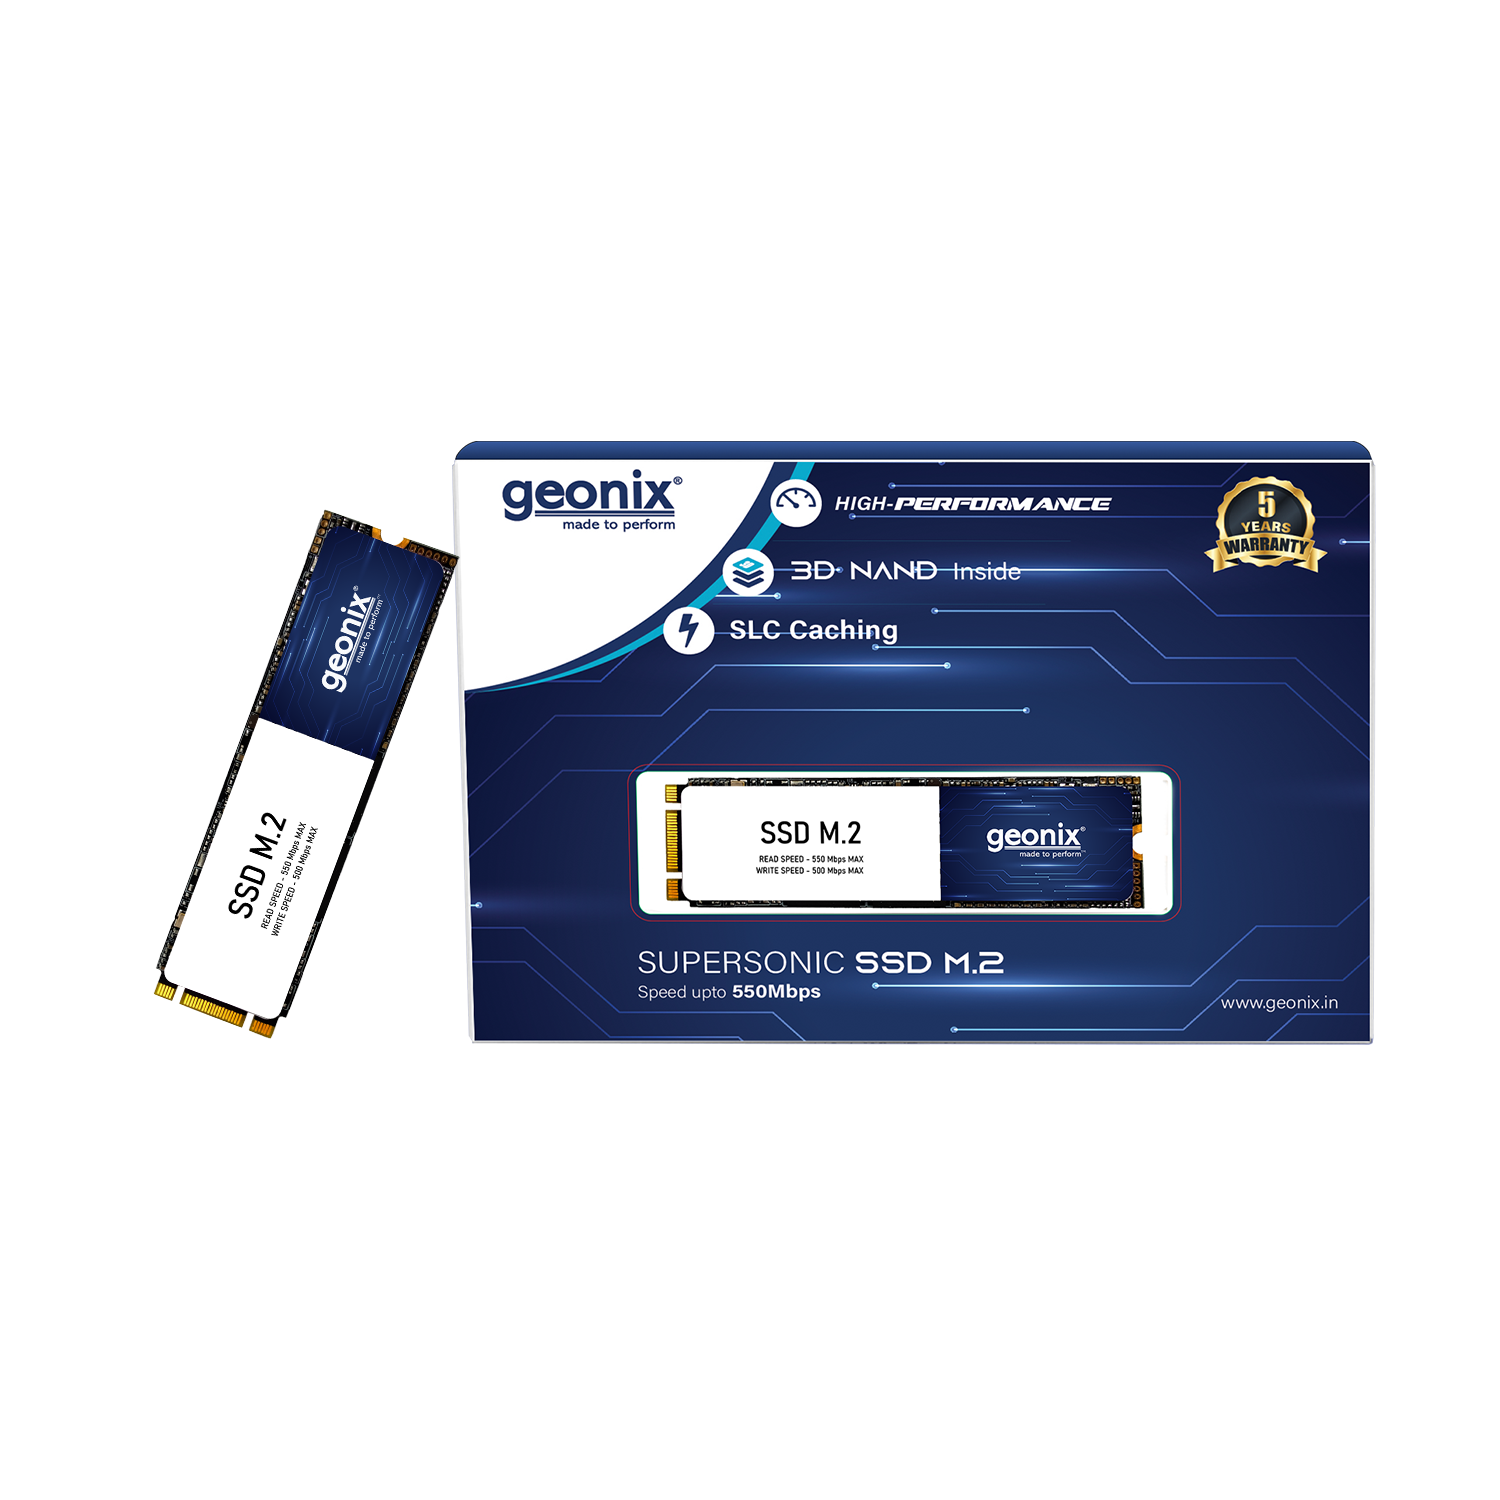 geonix®
made to perform
HIGH-PERFORMANCE
3D NAND Inside
SLC Caching
5
YEARS
WARRANTY
SSD M.2
READ SPEED - 550 Mbps MAX
WRITE SPEED - 500 Mbps MAX
geonix®
made to perform™
SUPERSONIC SSD M.2
Speed upto 550Mbps
www.geonix.in
geonix®
made to perform™
SSD M.2
READ SPEED - 550 Mbps MAX
WRITE SPEED - 500 Mbps MAX